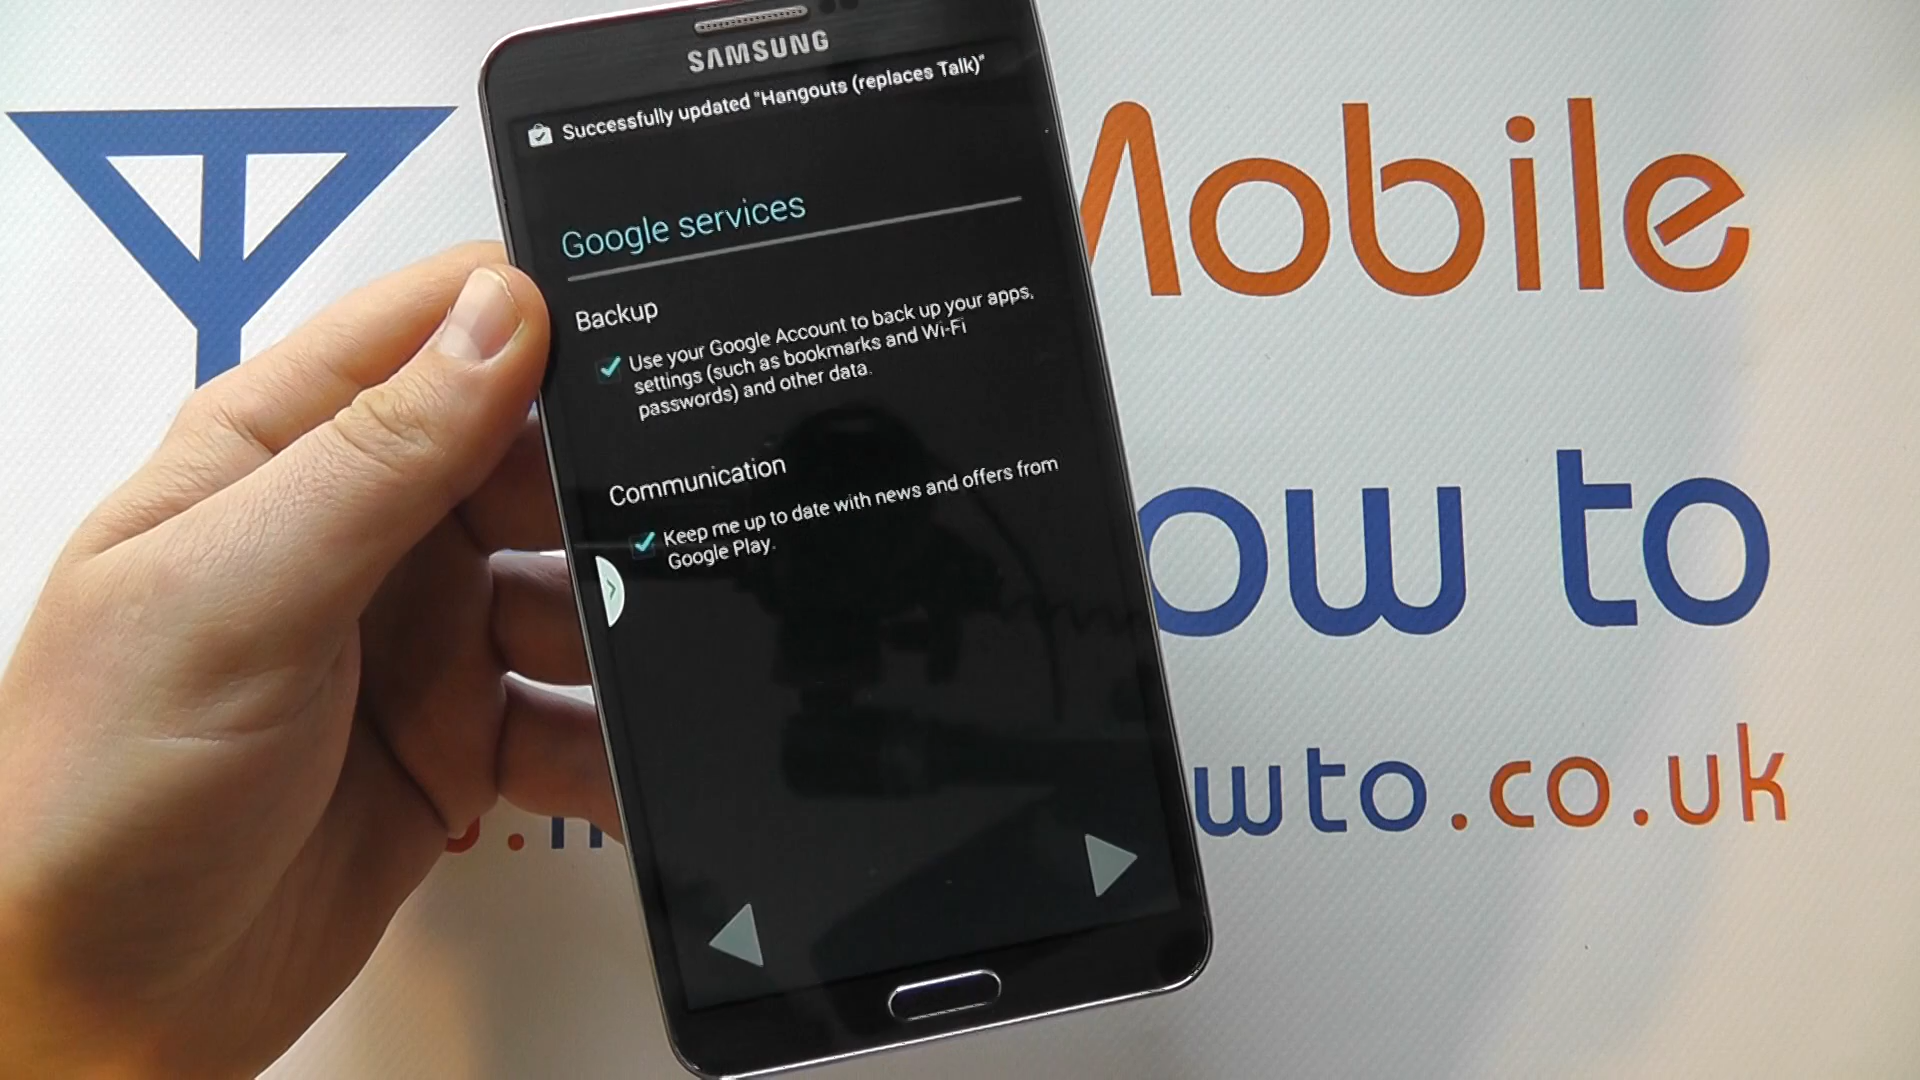 SAMSUNG
Successfully updated "Hangouts (replaces Talk)"
Google services
Backup
Use your Google Account to back up your apps,
settings (such as bookmarks and Wi-Fi
passwords) and other data.
Communication
Keep me up to date with news and offers from
Google Play.
Mobile
ow to
wto.co.uk